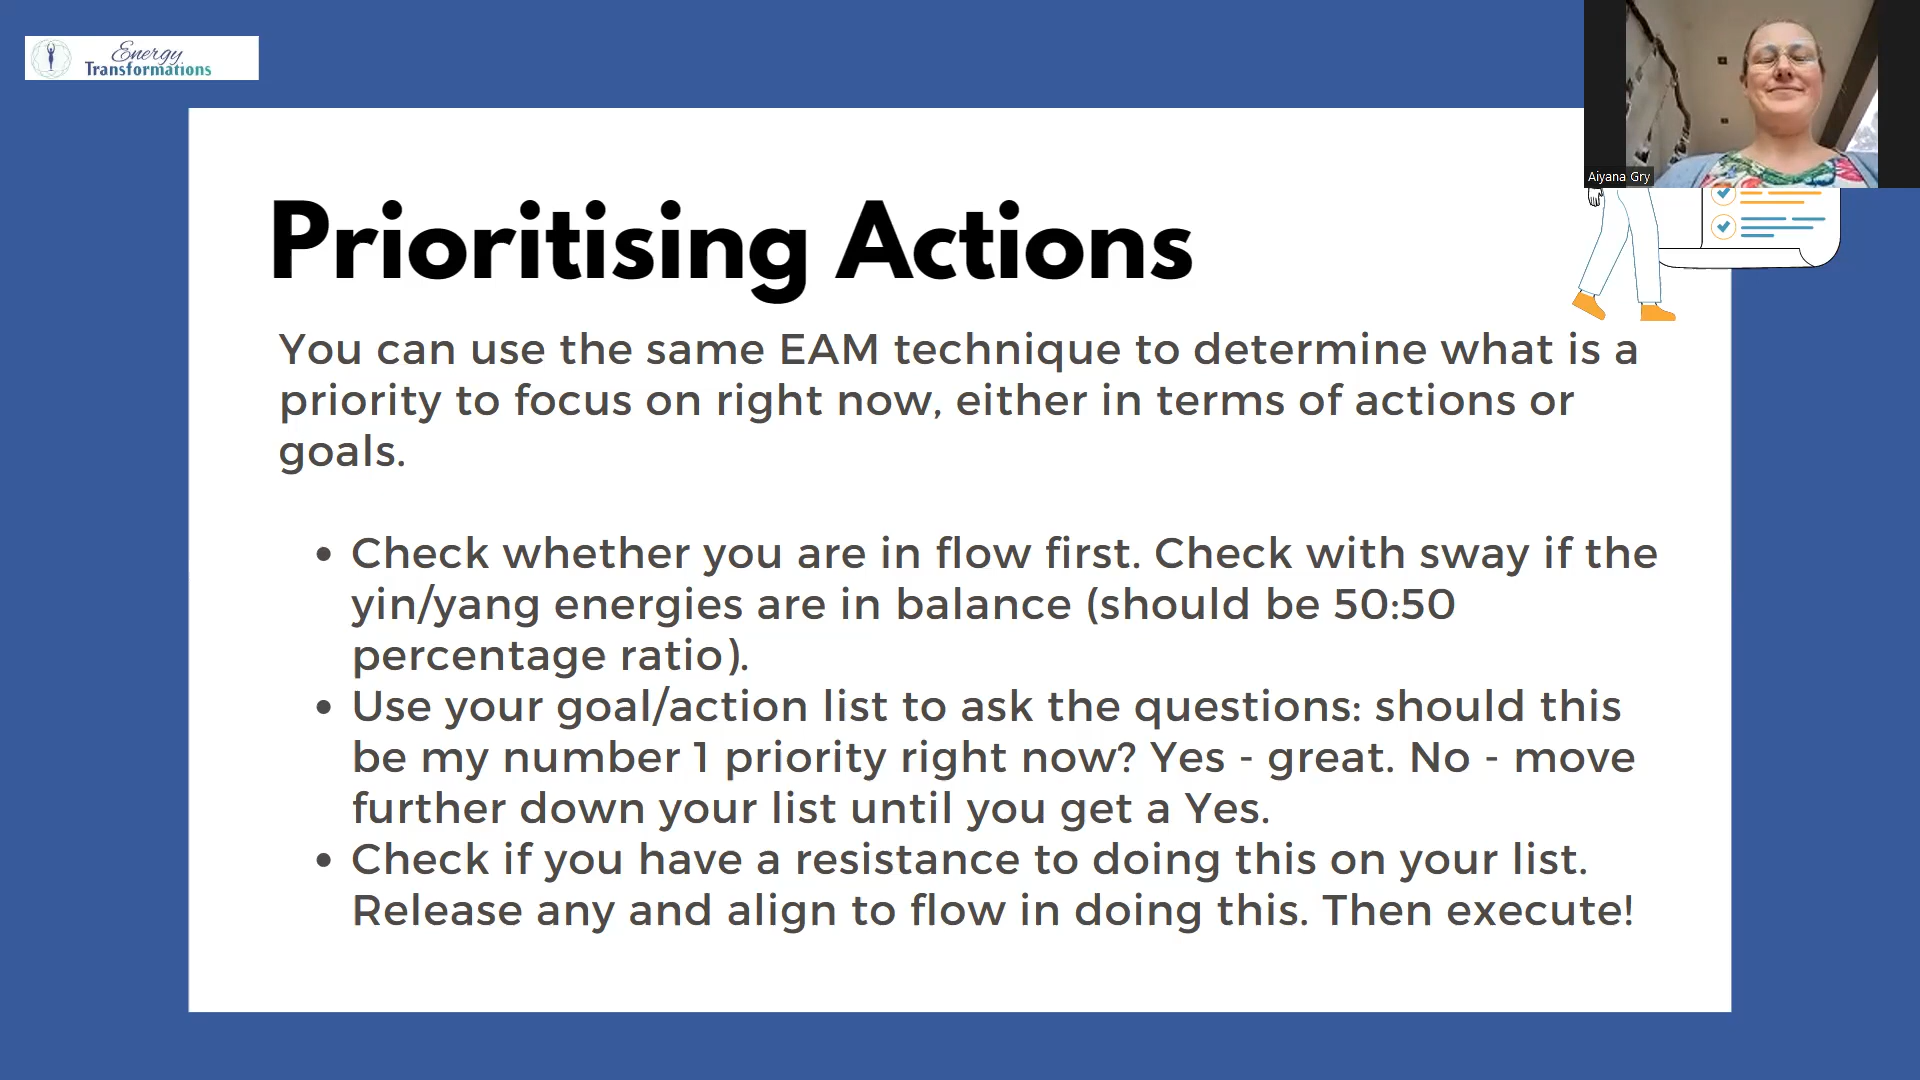 Energy
Transformations
Aiyana Gry
Prioritising Actions
You can use the same EAM technique to determine what is a
priority to focus on right now, either in terms of actions or
goals.
• Check whether you are in flow first. Check with sway if the
yin/yang energies are in balance (should be 50:50
percentage ratio).
• Use your goal/action list to ask the questions: should this
be my number 1 priority right now? Yes - great. No - move
further down your list until you get a Yes.
• Check if you have a resistance to doing this on your list.
Release any and align to flow in doing this. Then execute!